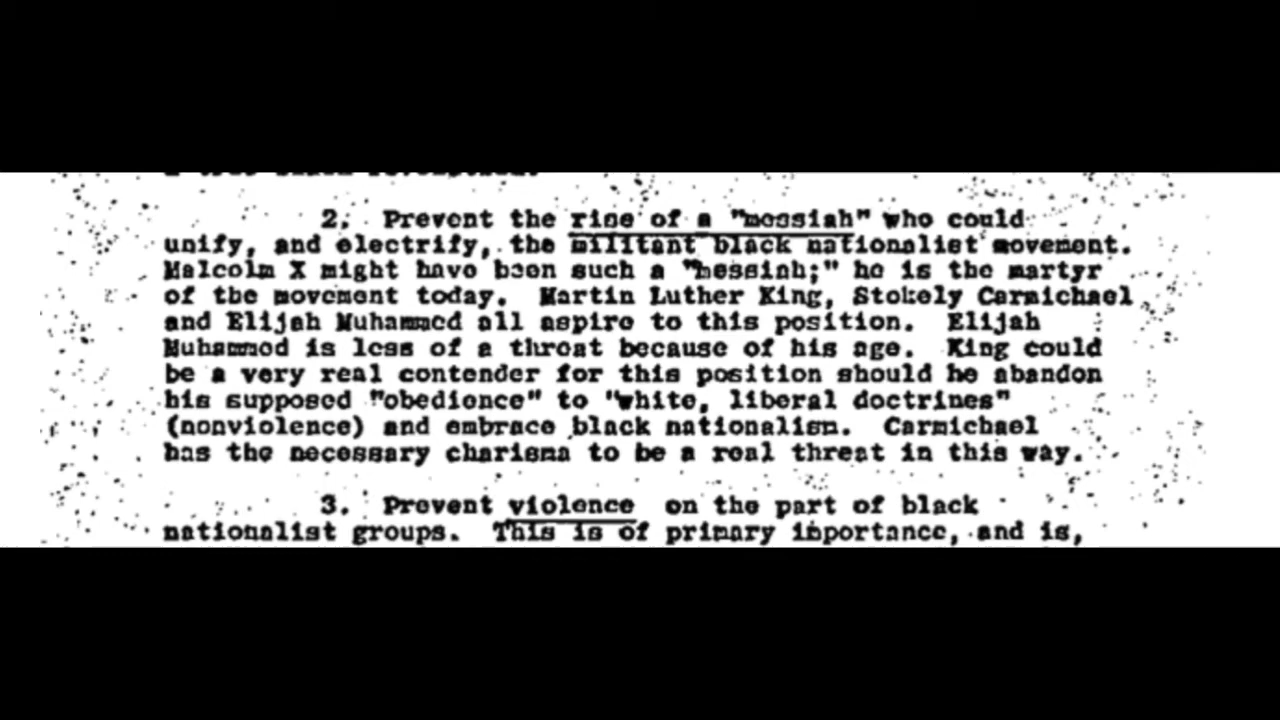 2. Prevent the rise of a "messiah" who could
unify, and electrify, the militant black nationalist movement.
Malcolm X might have been such a "messiah;" he is the martyr
of the movement today. Martin Luther King, Stokely Carmichael
and Elijah Muhammed all aspire to this position. Elijah
Muhammed is less of a threat because of his age. King could
be a very real contender for this position should he abandon
his supposed "obedience" to "white, liberal doctrines"
(nonviolence) and embrace black nationalism. Carmichael
has the necessary charisma to be a real threat in this way.
3. Prevent violence on the part of black
nationalist groups. This is of primary importance, and is,